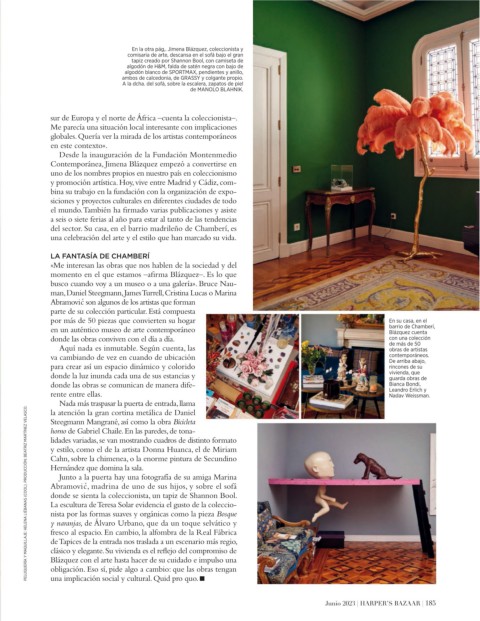 En la otra pág., Jimena Blázquez, coleccionista y
comisaria de arte, descansa en el sofá bajo el gran
tapiz creado por Shannon Bool, con camiseta de
algodón de H&M, falda de satén negra con bajo de
algodón blanco de SPORTMAX, pendientes y anillo,
ambos de calcedonia, de GRASSY y colgante propio.
A la dcha. del sofá, sobre la escalera, zapatos de piel
de MANOLO BLAHNIK.
sur de Europa y el norte de África –cuenta la coleccionista–.
Me parecía una situación local interesante con implicaciones
globales. Quería ver la mirada de los artistas contemporáneos
en este contexto».
Desde la inauguración de la Fundación Montenmedio
Contemporánea, Jimena Blázquez empezó a convertirse en
uno de los nombres propios en nuestro país en coleccionismo
y promoción artística. Hoy, vive entre Madrid y Cádiz, com-
bina su trabajo en la fundación con la organización de expo-
siciones y proyectos culturales en diferentes ciudades de todo
el mundo. También ha firmado varias publicaciones y asiste
a seis o siete ferias al año para estar al tanto de las tendencias
del sector. Su casa, en el barrio madrileño de Chamberí, es
una celebración del arte y el estilo que han marcado su vida.
LA FANTASÍA DE CHAMBERÍ
«Me interesan las obras que nos hablen de la sociedad y del
momento en el que estamos –afirma Blázquez–. Es lo que
busco cuando voy a un museo o a una galería». Bruce Nau-
man, Daniel Steegmann, James Turrell, Cristina Lucas o Marina
Abramović son algunos de los artistas que forman
parte de su colección particular. Está compuesta
por más de 50 piezas que convierten su hogar
en un auténtico museo de arte contemporáneo
donde las obras conviven con el día a día.
Aquí nada es inmutable. Según cuenta, las
va cambiando de vez en cuando de ubicación
para crear así un espacio dinámico y colorido
donde la luz inunda cada una de sus estancias y
donde las obras se comunican de manera dife-
rente entre ellas.
Nada más traspasar la puerta de entrada, llama
la atención la gran cortina metálica de Daniel
Steegmann Mangrané, así como la obra Bicicleta
horno de Gabriel Chaile. En las paredes, de tona-
lidades variadas, se van mostrando cuadros de distinto formato
y estilo, como el de la artista Donna Huanca, el de Miriam
Cahn, sobre la chimenea, o la enorme pintura de Secundino
Hernández que domina la sala.
Junto a la puerta hay una fotografía de su amiga Marina
Abramović, madrina de uno de sus hijos, y sobre el sofá
donde se sienta la coleccionista, un tapiz de Shannon Bool.
La escultura de Teresa Solar evidencia el gusto de la coleccio-
nista por las formas suaves y orgánicas como la pieza Bosque
y naranjas, de Álvaro Urbano, que da un toque selvático y
fresco al espacio. En cambio, la alfombra de la Real Fábrica
de Tapices de la entrada nos traslada a un escenario más regio,
clásico y elegante. Su vivienda es el reflejo del compromiso de
Blázquez con el arte hasta hacer de su cuidado e impulso una
obligación. Eso sí, pide algo a cambio: que las obras tengan
una implicación social y cultural. Quid pro quo. ■
En su casa, en el
barrio de Chamberí,
Blázquez cuenta
con una colección
de más de 50
obras de artistas
contemporáneos.
De arriba abajo,
rincones de su
vivienda, que
guarda obras de
Bianca Bondi,
Leandro Erlich y
Nadav Weissman.
Junio 2023 | HARPER'S BAZAAR | 185